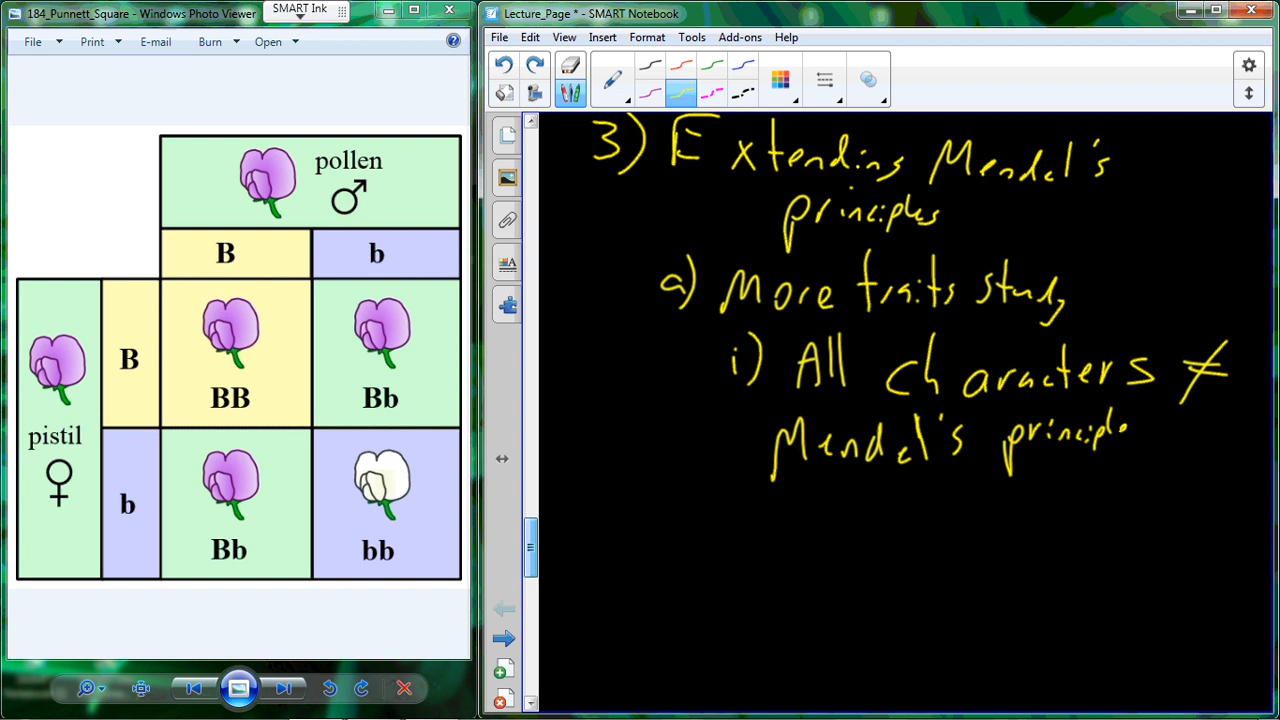 184_Punnett_Square - Windows Photo Viewer
SMART Ink
File Print E-mail Burn Open
pollen
♂
B b
B
BB Bb
pistil
♀
b
Bb bb
Lecture_Page * - SMART Notebook
File Edit View Insert Format Tools Add-ons Help
3) Extending Mendel's
principles
a) More traits study
i) All characters ≠
Mendel's principle